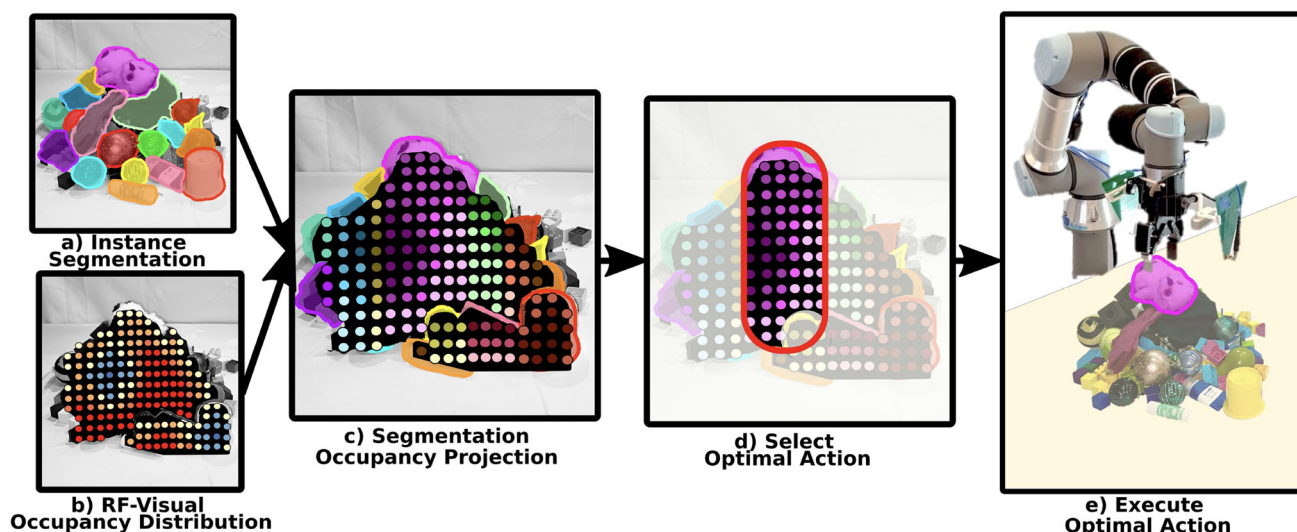 a) Instance
Segmentation
b) RF-Visual
Occupancy Distribution
c) Segmentation
Occupancy Projection
d) Select
Optimal Action
e) Execute
Optimal Action